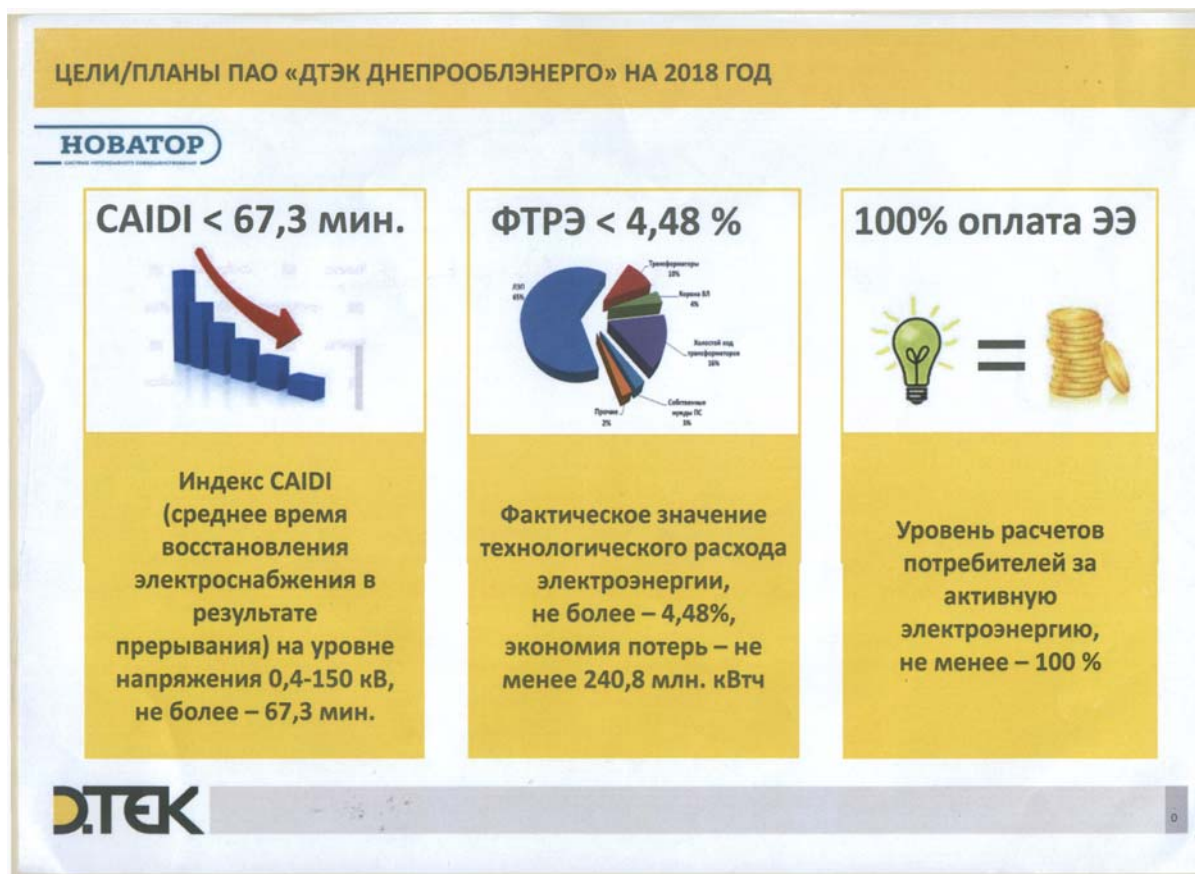 ЦЕЛИ/ПЛАНЫ ПАО «ДТЭК ДНЕПРООБЛЭНЕРГО» НА 2018 ГОД
НОВАТОР
CAIDI < 67,3 мин.
Индекс CAIDI
(среднее время
восстановления
электроснабжения в
результате
прерывания) на уровне
напряжения 0,4-150 кВ,
не более – 67,3 мин.
ФТРЭ < 4,48 %
Трансформаторы
10%
ЛЭП
65%
Корона ВЛ
4%
Холостой ход
трансформаторов
16%
Собственные
нужды ПС
3%
Прочие
2%
Фактическое значение
технологического расхода
электроэнергии,
не более – 4,48%,
экономия потерь – не
менее 240,8 млн. кВтч
100% оплата ЭЭ
=
Уровень расчетов
потребителей за
активную
электроэнергию,
не менее – 100 %
Д.ТЕК
0